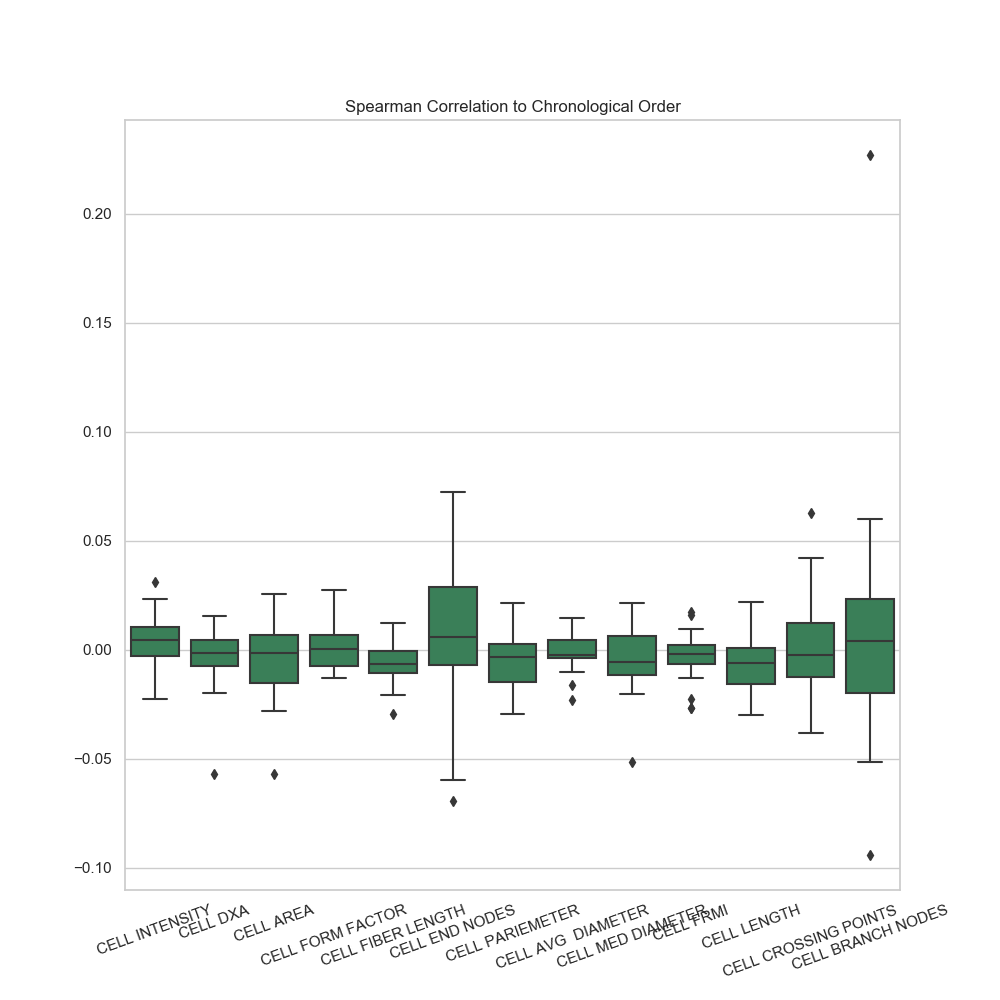 Spearman Correlation to Chronological Order
0.20
0.15
0.10
0.05
0.00
−0.05
−0.10
CELL INTENSITY
CELL DXA
CELL AREA
CELL FORM FACTOR
CELL FIBER LENGTH
CELL END NODES
CELL PARIEMETER
CELL AVG  DIAMETER
CELL MED DIAMETER
CELL FRMI
CELL LENGTH
CELL CROSSING POINTS
CELL BRANCH NODES